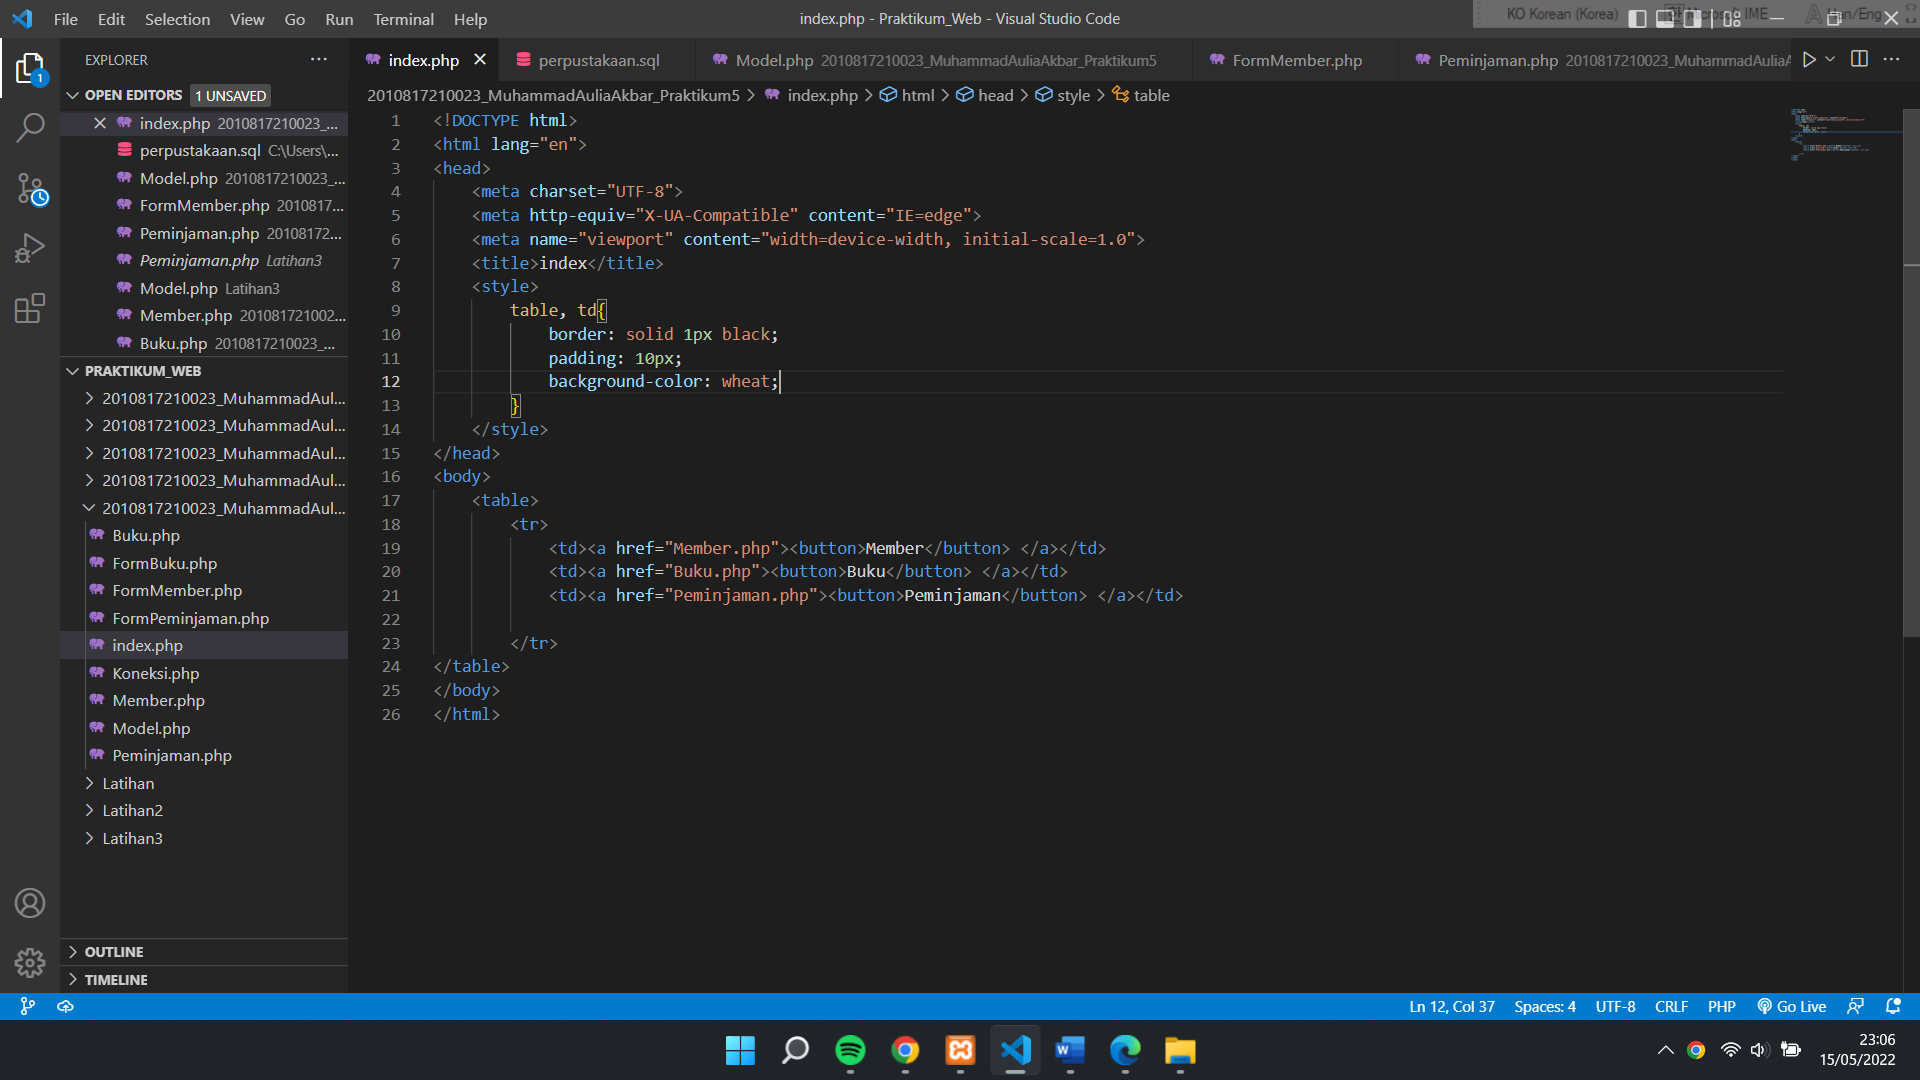 File Edit Selection View Go Run Terminal Help
index.php - Praktikum_Web - Visual Studio Code
KO Korean (Korea)
EXPLORER
index.php
perpustakaan.sql
Model.php 2010817210023_MuhammadAuliaAkbar_Praktikum5
FormMember.php
Peminjaman.php 2010817210023_MuhammadAuliaA
OPEN EDITORS 1 UNSAVED
index.php 2010817210023_...
perpustakaan.sql C:\Users\...
Model.php 2010817210023_...
FormMember.php 2010817...
Peminjaman.php 20108172...
Peminjaman.php Latihan3
Model.php Latihan3
Member.php 201081721002...
Buku.php 2010817210023_...
PRAKTIKUM_WEB
2010817210023_MuhammadAul...
2010817210023_MuhammadAul...
2010817210023_MuhammadAul...
2010817210023_MuhammadAul...
2010817210023_MuhammadAul...
Buku.php
FormBuku.php
FormMember.php
FormPeminjaman.php
index.php
Koneksi.php
Member.php
Model.php
Peminjaman.php
Latihan
Latihan2
Latihan3
OUTLINE
TIMELINE
2010817210023_MuhammadAuliaAkbar_Praktikum5 > index.php > html > head > style > table
1 <!DOCTYPE html>
2 <html lang="en">
3 <head>
4 <meta charset="UTF-8">
5 <meta http-equiv="X-UA-Compatible" content="IE=edge">
6 <meta name="viewport" content="width=device-width, initial-scale=1.0">
7 <title>index</title>
8 <style>
9 table, td{
10 border: solid 1px black;
11 padding: 10px;
12 background-color: wheat;
13 }
14 </style>
15 </head>
16 <body>
17 <table>
18 <tr>
19 <td><a href="Member.php"><button>Member</button> </a></td>
20 <td><a href="Buku.php"><button>Buku</button> </a></td>
21 <td><a href="Peminjaman.php"><button>Peminjaman</button> </a></td>
22
23 </tr>
24 </table>
25 </body>
26 </html>
Ln 12, Col 37 Spaces: 4 UTF-8 CRLF PHP Go Live
23:06
15/05/2022